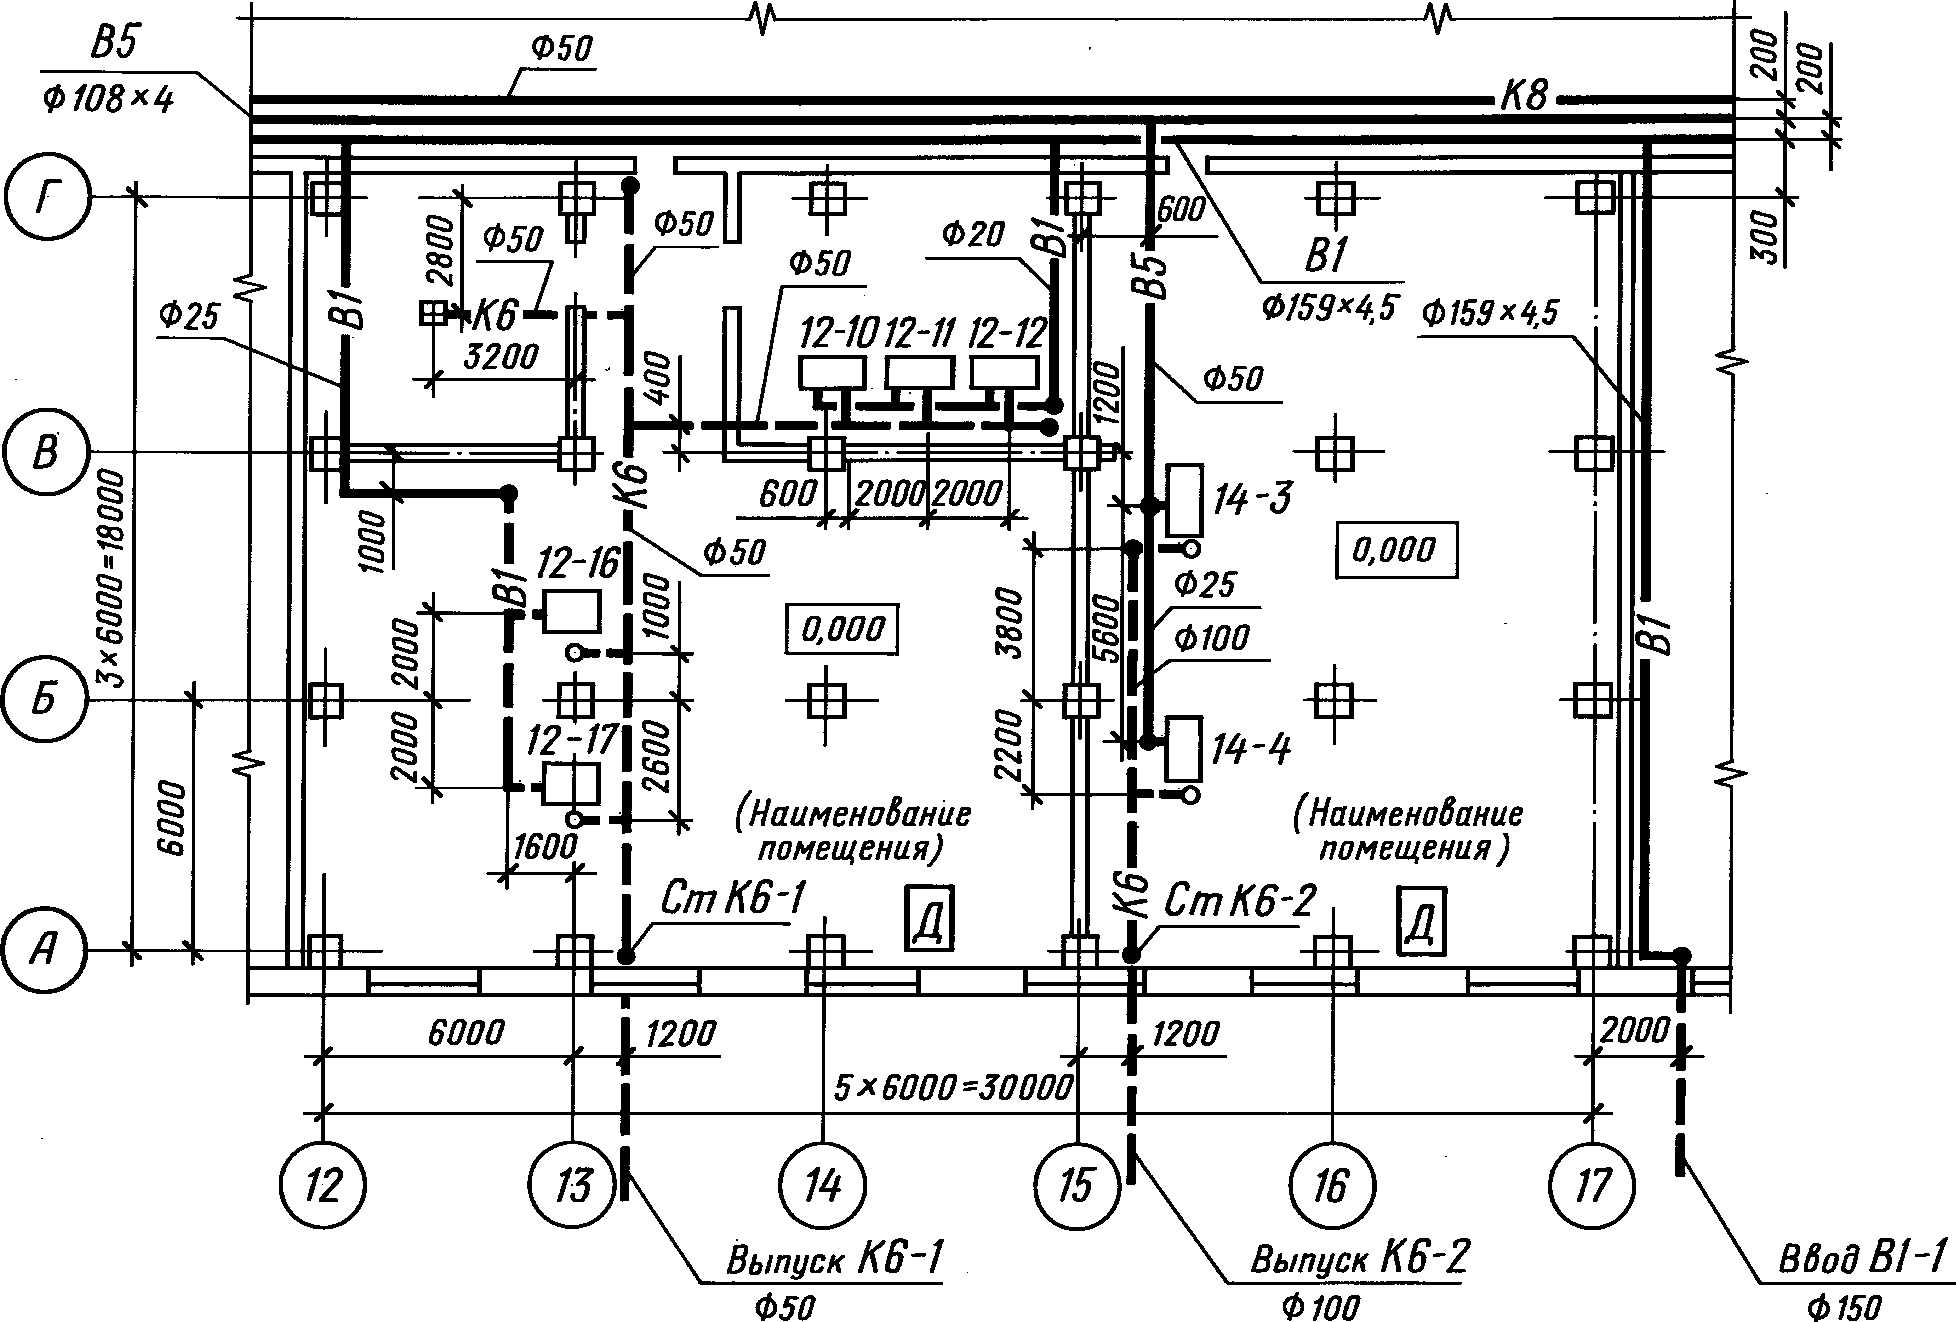 В5
Ф108×4
Ф50
К8
200
200
Г
Ф50
2800
Ф50
Ф50
Ф20
В1
600
В1
Ф159×4,5
Ф159×4,5
300
В5
В1
Ф25
К6
3200
400
12-10 12-11 12-12
1200
Ф50
В
1000
К6
600
2000
2000
14-3
0,000
3×6000=18000
В1
12-16
Ф50
1000
0,000
3800
5600
Ф25
Ф100
В1
2000
Б
2000
12-17
2600
2200
14-4
6000
1600
(Наименование
помещения)
(Наименование
помещения)
Ст К6-1
Д
К6
Ст К6-2
Д
А
6000
1200
1200
2000
5×6000=30000
12
13
14
15
16
17
Выпуск К6-1
Ф50
Выпуск К6-2
Ф100
Ввод В1-1
Ф150